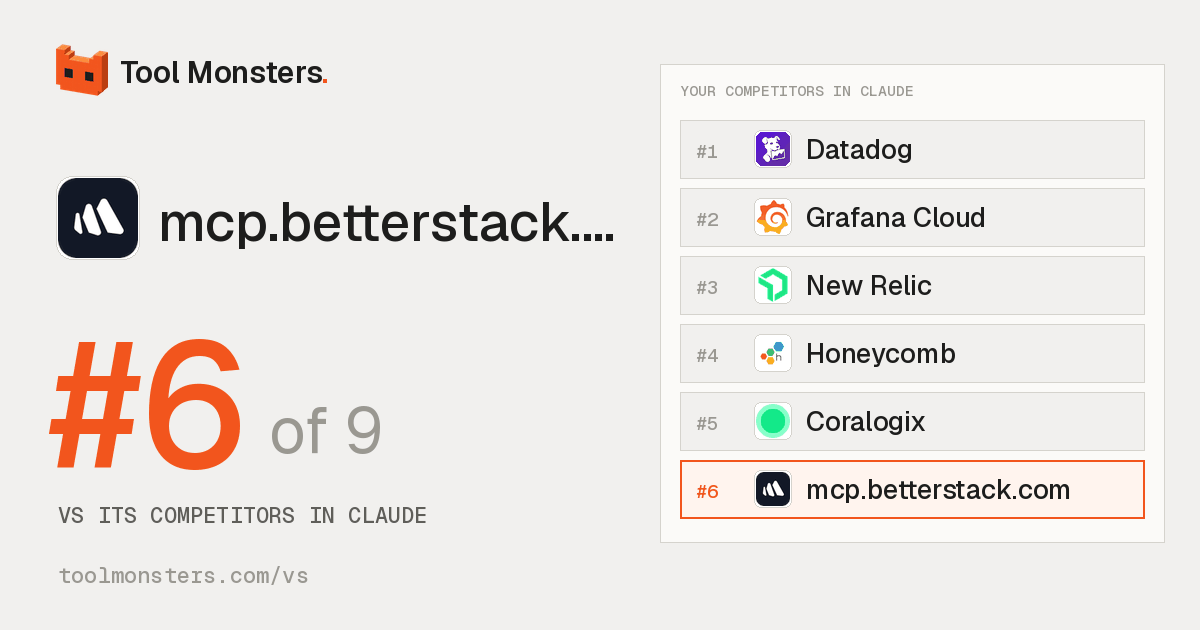 Tool Monsters.
mcp.betterstack....
#6 of 9
VS ITS COMPETITORS IN CLAUDE
toolmonsters.com/vs
YOUR COMPETITORS IN CLAUDE
#1 Datadog
#2 Grafana Cloud
#3 New Relic
#4 h Honeycomb
#5 Coralogix
#6 mcp.betterstack.com